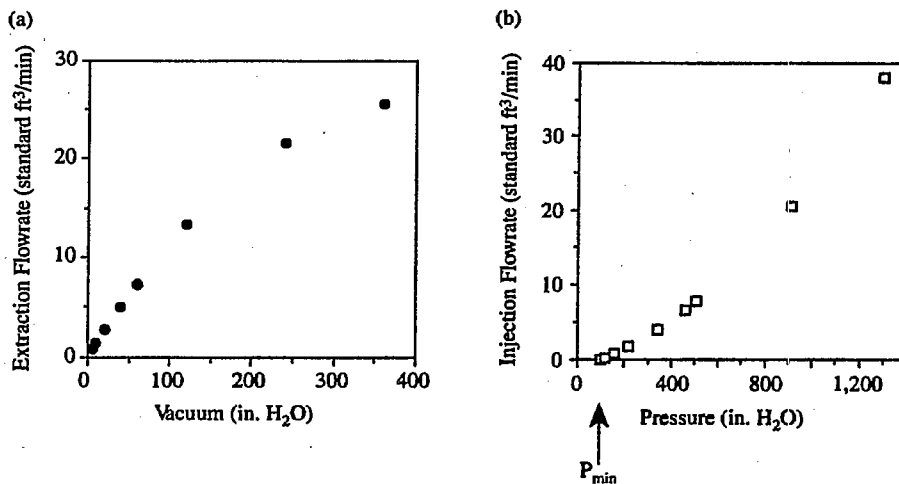 (a)
30
20
10
0
0 100 200 300 400
Extraction Flowrate (standard ft³/min)
Vacuum (in. H₂O)
(b)
40
30
20
10
0
0 400 800 1,200
Injection Flowrate (standard ft³/min)
Pressure (in. H₂O)
P_min